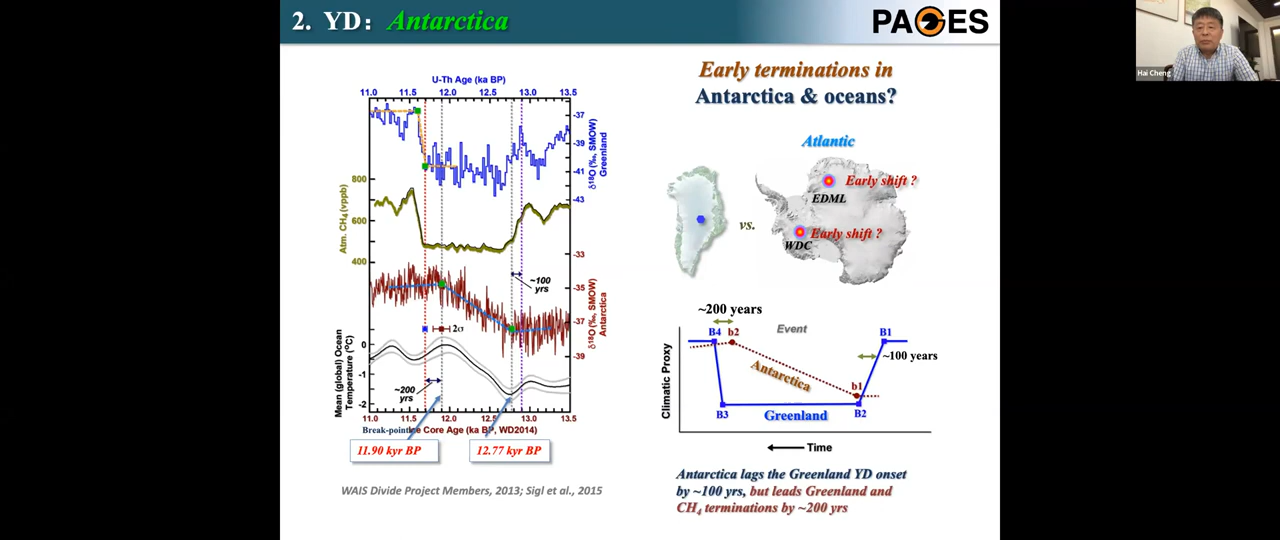 2. YD: Antarctica
PAGES
Hai Cheng
U-Th Age (ka BP)
11.0 11.5 12.0 12.5 13.0 13.5
-37
-39
-41
-43
δ18O (‰, SMOW)
Greenland
800
600
400
Atm. CH4 (vppb)
~100
yrs
-33
-35
-37
-39
δ18O (‰, SMOW)
Antarctica
2σ
0
-1
-2
Mean (global) Ocean
Temperature (°C)
~200
yrs
11.0 11.5 12.0 12.5 13.0 13.5
Break-point
Ice Core Age (ka BP, WD2014)
11.90 kyr BP
12.77 kyr BP
WAIS Divide Project Members, 2013; Sigl et al., 2015
Early terminations in
Antarctica & oceans?
Atlantic
Early shift ?
EDML
vs.
Early shift ?
WDC
~200 years
B4 b2 Event B1
~100 years
Antarctica
b1
Climatic Proxy
B3 Greenland B2
Time
Antarctica lags the Greenland YD onset
by ~100 yrs, but leads Greenland and
CH4 terminations by ~200 yrs